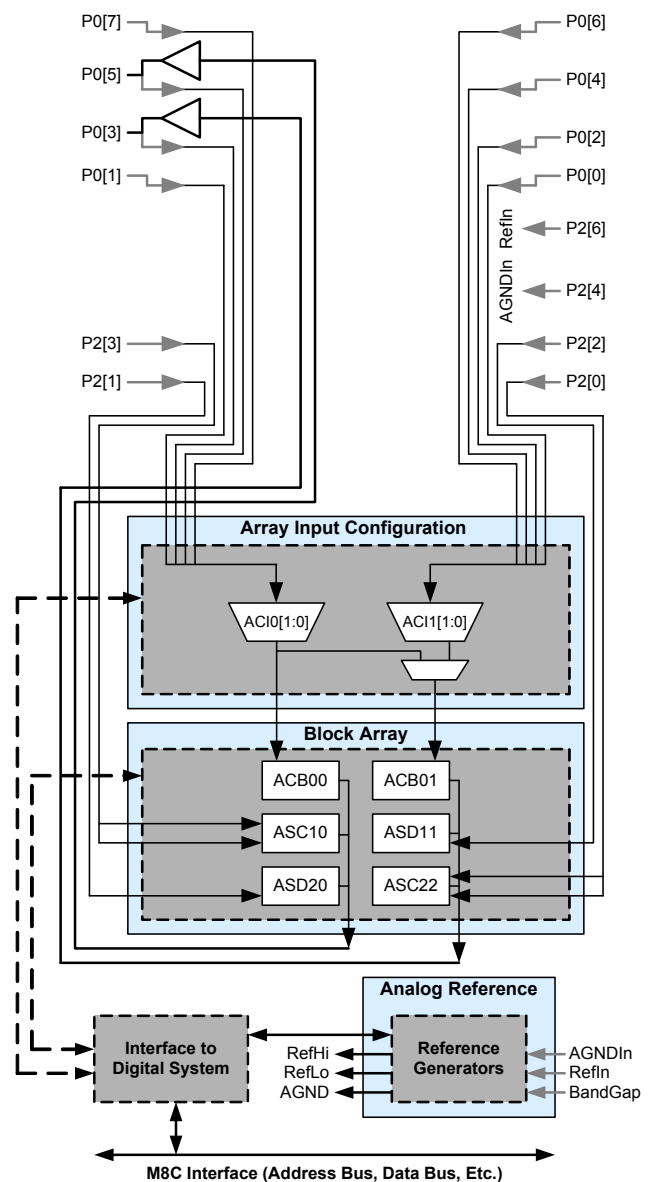 P0[7]
P0[6]
P0[5]
P0[4]
P0[3]
P0[2]
P0[1]
P0[0]
P2[6]
AGNDIn RefIn
P2[4]
P2[3]
P2[2]
P2[1]
P2[0]
Array Input Configuration
ACI0[1:0]
ACI1[1:0]
Block Array
ACB00
ACB01
ASC10
ASD11
ASD20
ASC22
Analog Reference
Interface to
Digital System
RefHi
RefLo
AGND
Reference
Generators
AGNDIn
RefIn
BandGap
M8C Interface (Address Bus, Data Bus, Etc.)